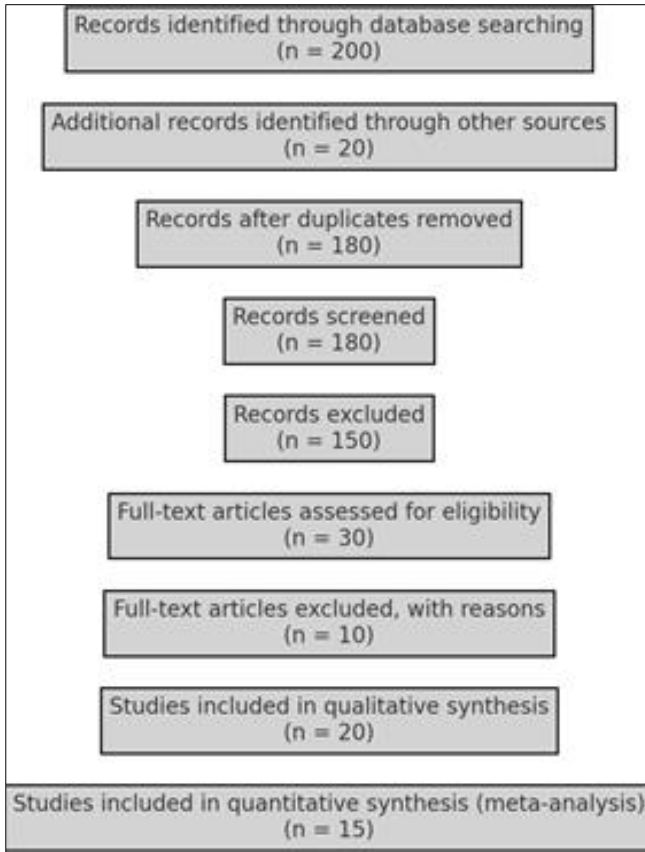 Records identified through database searching
(n = 200)
Additional records identified through other sources
(n = 20)
Records after duplicates removed
(n = 180)
Records screened
(n = 180)
Records excluded
(n = 150)
Full-text articles assessed for eligibility
(n = 30)
Full-text articles excluded, with reasons
(n = 10)
Studies included in qualitative synthesis
(n = 20)
Studies included in quantitative synthesis (meta-analysis)
(n = 15)